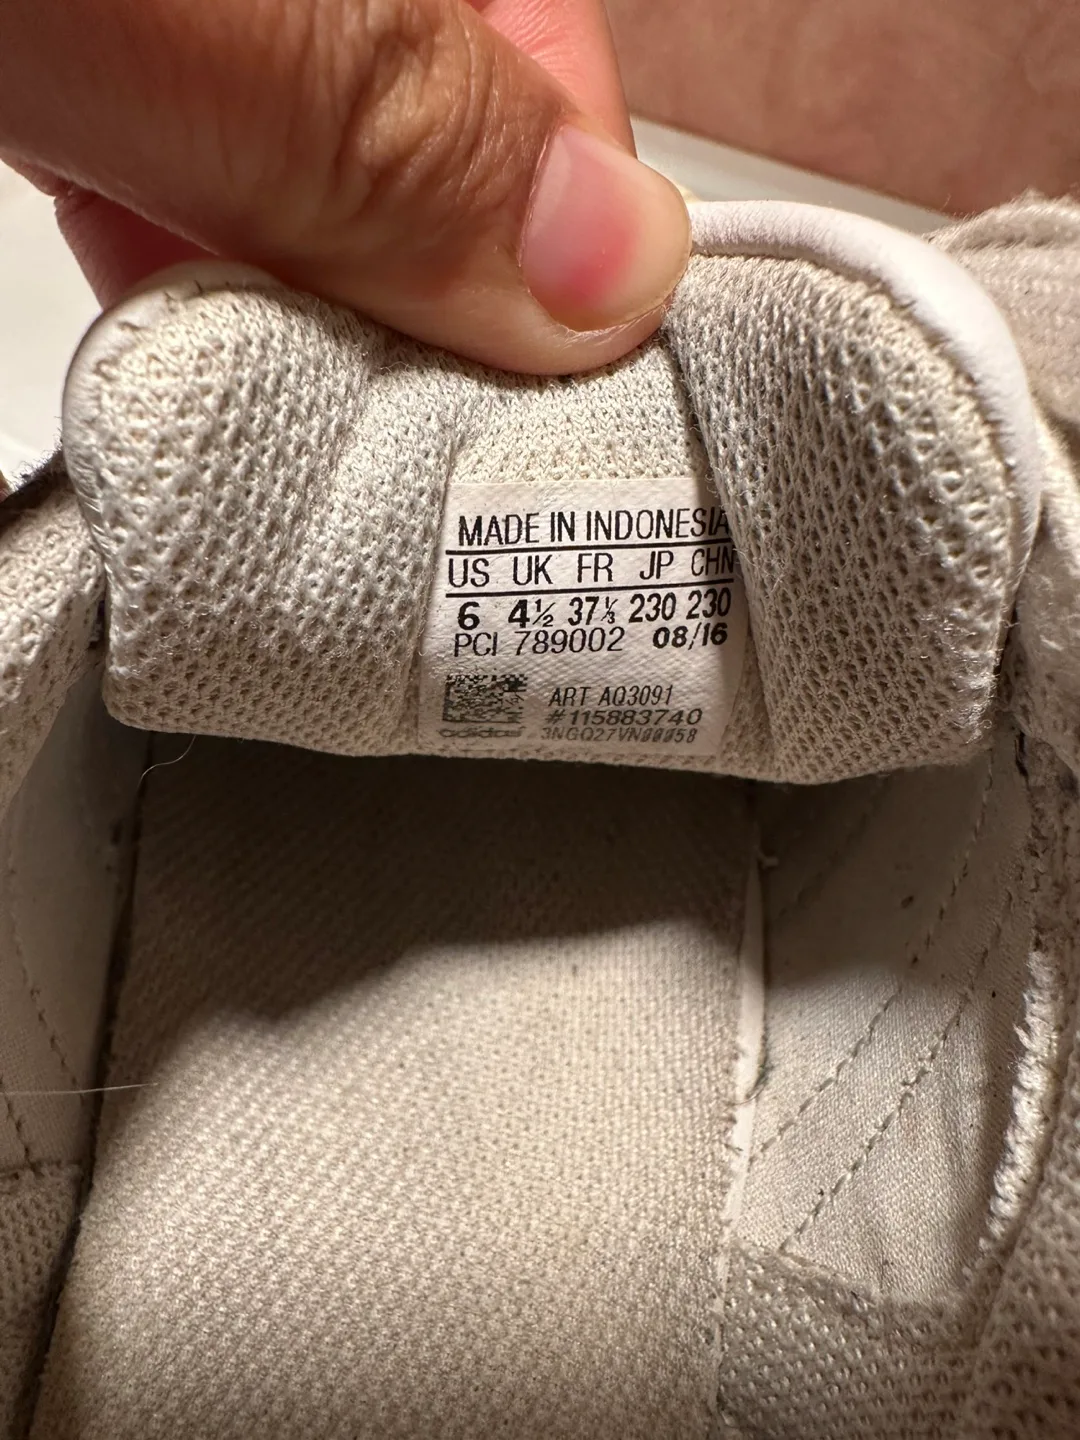 MADE IN INDONESIA
US UK FR JP CHN
6 4½ 37⅓ 230 230
PCI 789002 08/16
ART AQ3091
#115883740
adidas 3NGQ27VN00058